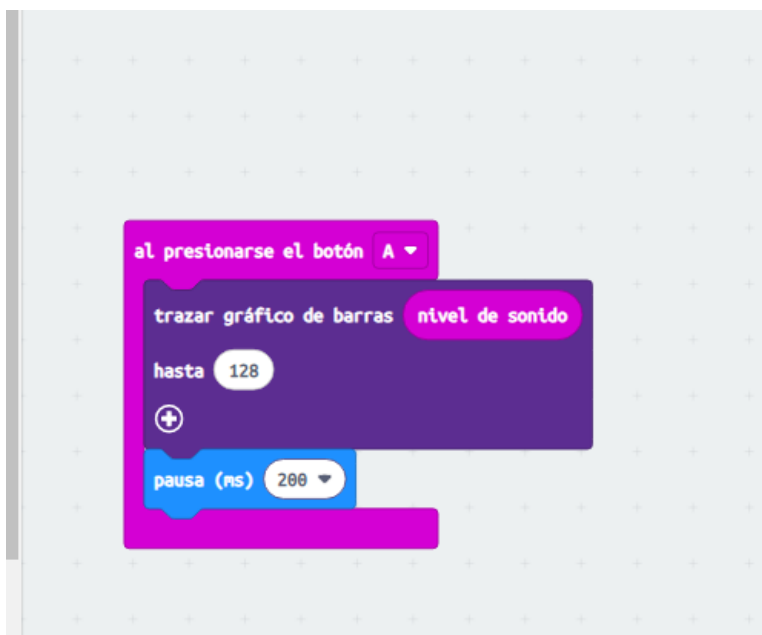 al presionarse el botón A
trazar gráfico de barras nivel de sonido
hasta 128
pausa (ms) 200